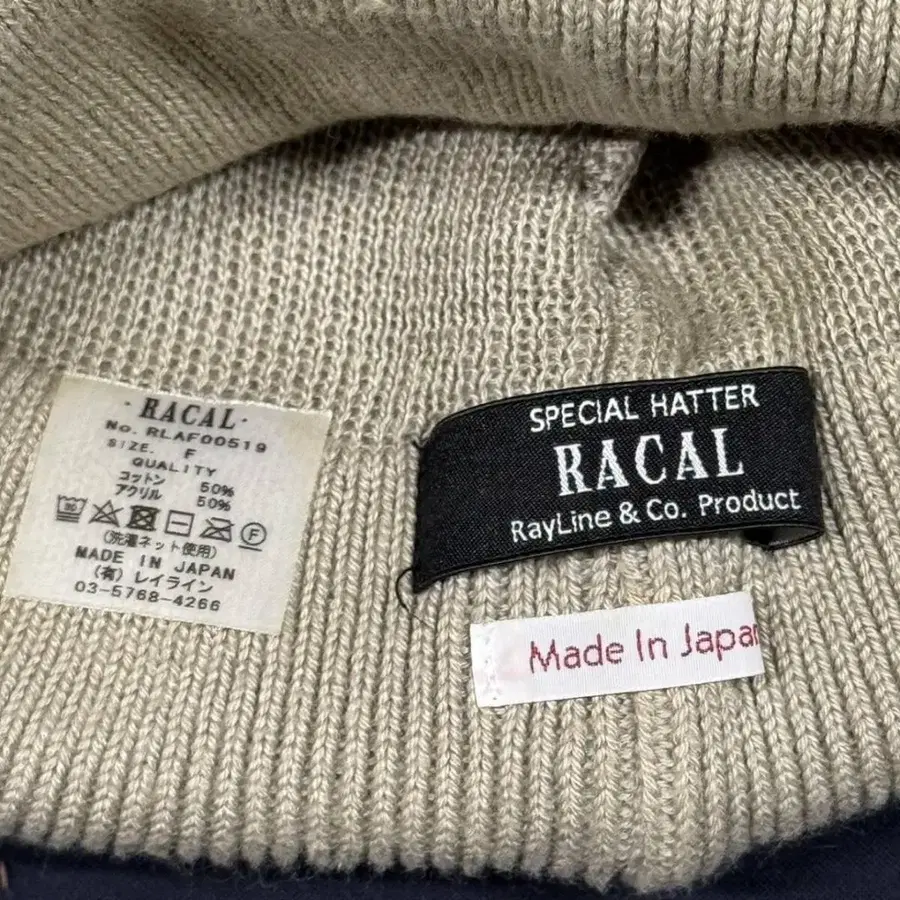 · RACAL ·
No. RLAF00519
SIZE. F
QUALITY
コットン 50%
アクリル 50%
(洗濯ネット使用)
MADE IN JAPAN
(有)レイライン
03-5768-4266
SPECIAL HATTER
RACAL
RayLine & Co. Product
Made In Japan